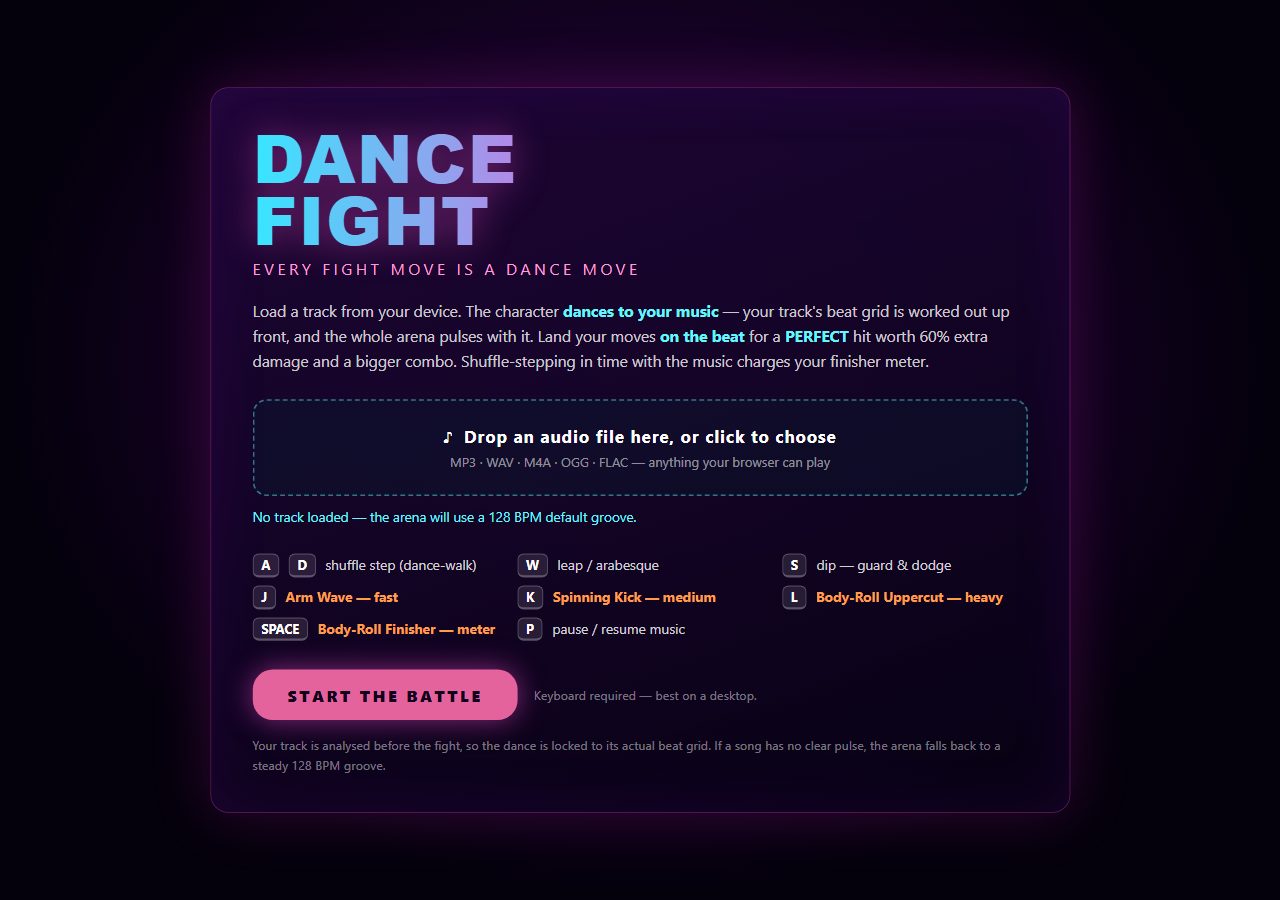 DANCE
FIGHT
EVERY FIGHT MOVE IS A DANCE MOVE
Load a track from your device. The character dances to your music — your track's beat grid is worked out up
front, and the whole arena pulses with it. Land your moves on the beat for a PERFECT hit worth 60% extra
damage and a bigger combo. Shuffle-stepping in time with the music charges your finisher meter.
♪ Drop an audio file here, or click to choose
MP3 · WAV · M4A · OGG · FLAC — anything your browser can play
No track loaded — the arena will use a 128 BPM default groove.
A D shuffle step (dance-walk) W leap / arabesque S dip — guard & dodge
J Arm Wave — fast K Spinning Kick — medium L Body-Roll Uppercut — heavy
SPACE Body-Roll Finisher — meter P pause / resume music
START THE BATTLE Keyboard required — best on a desktop.
Your track is analysed before the fight, so the dance is locked to its actual beat grid. If a song has no clear pulse, the arena falls back to a
steady 128 BPM groove.